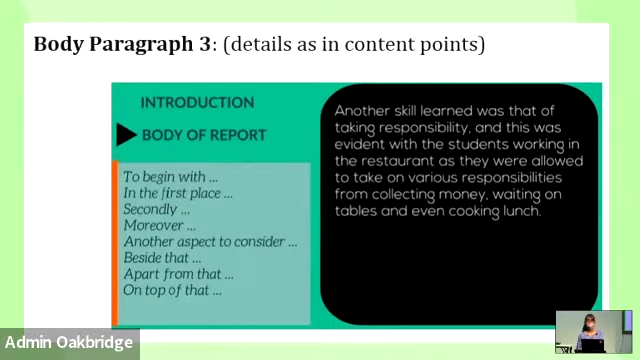 Body Paragraph 3: (details as in content points)
INTRODUCTION
BODY OF REPORT
To begin with ...
In the first place ...
Secondly ...
Moreover ...
Another aspect to consider ...
Beside that ...
Apart from that ...
On top of that ...
Another skill learned was that of
taking responsibility, and this was
evident with the students working in
the restaurant as they were allowed
to take on various responsibilities
from collecting money, waiting on
tables and even cooking lunch.
Admin Oakbridge